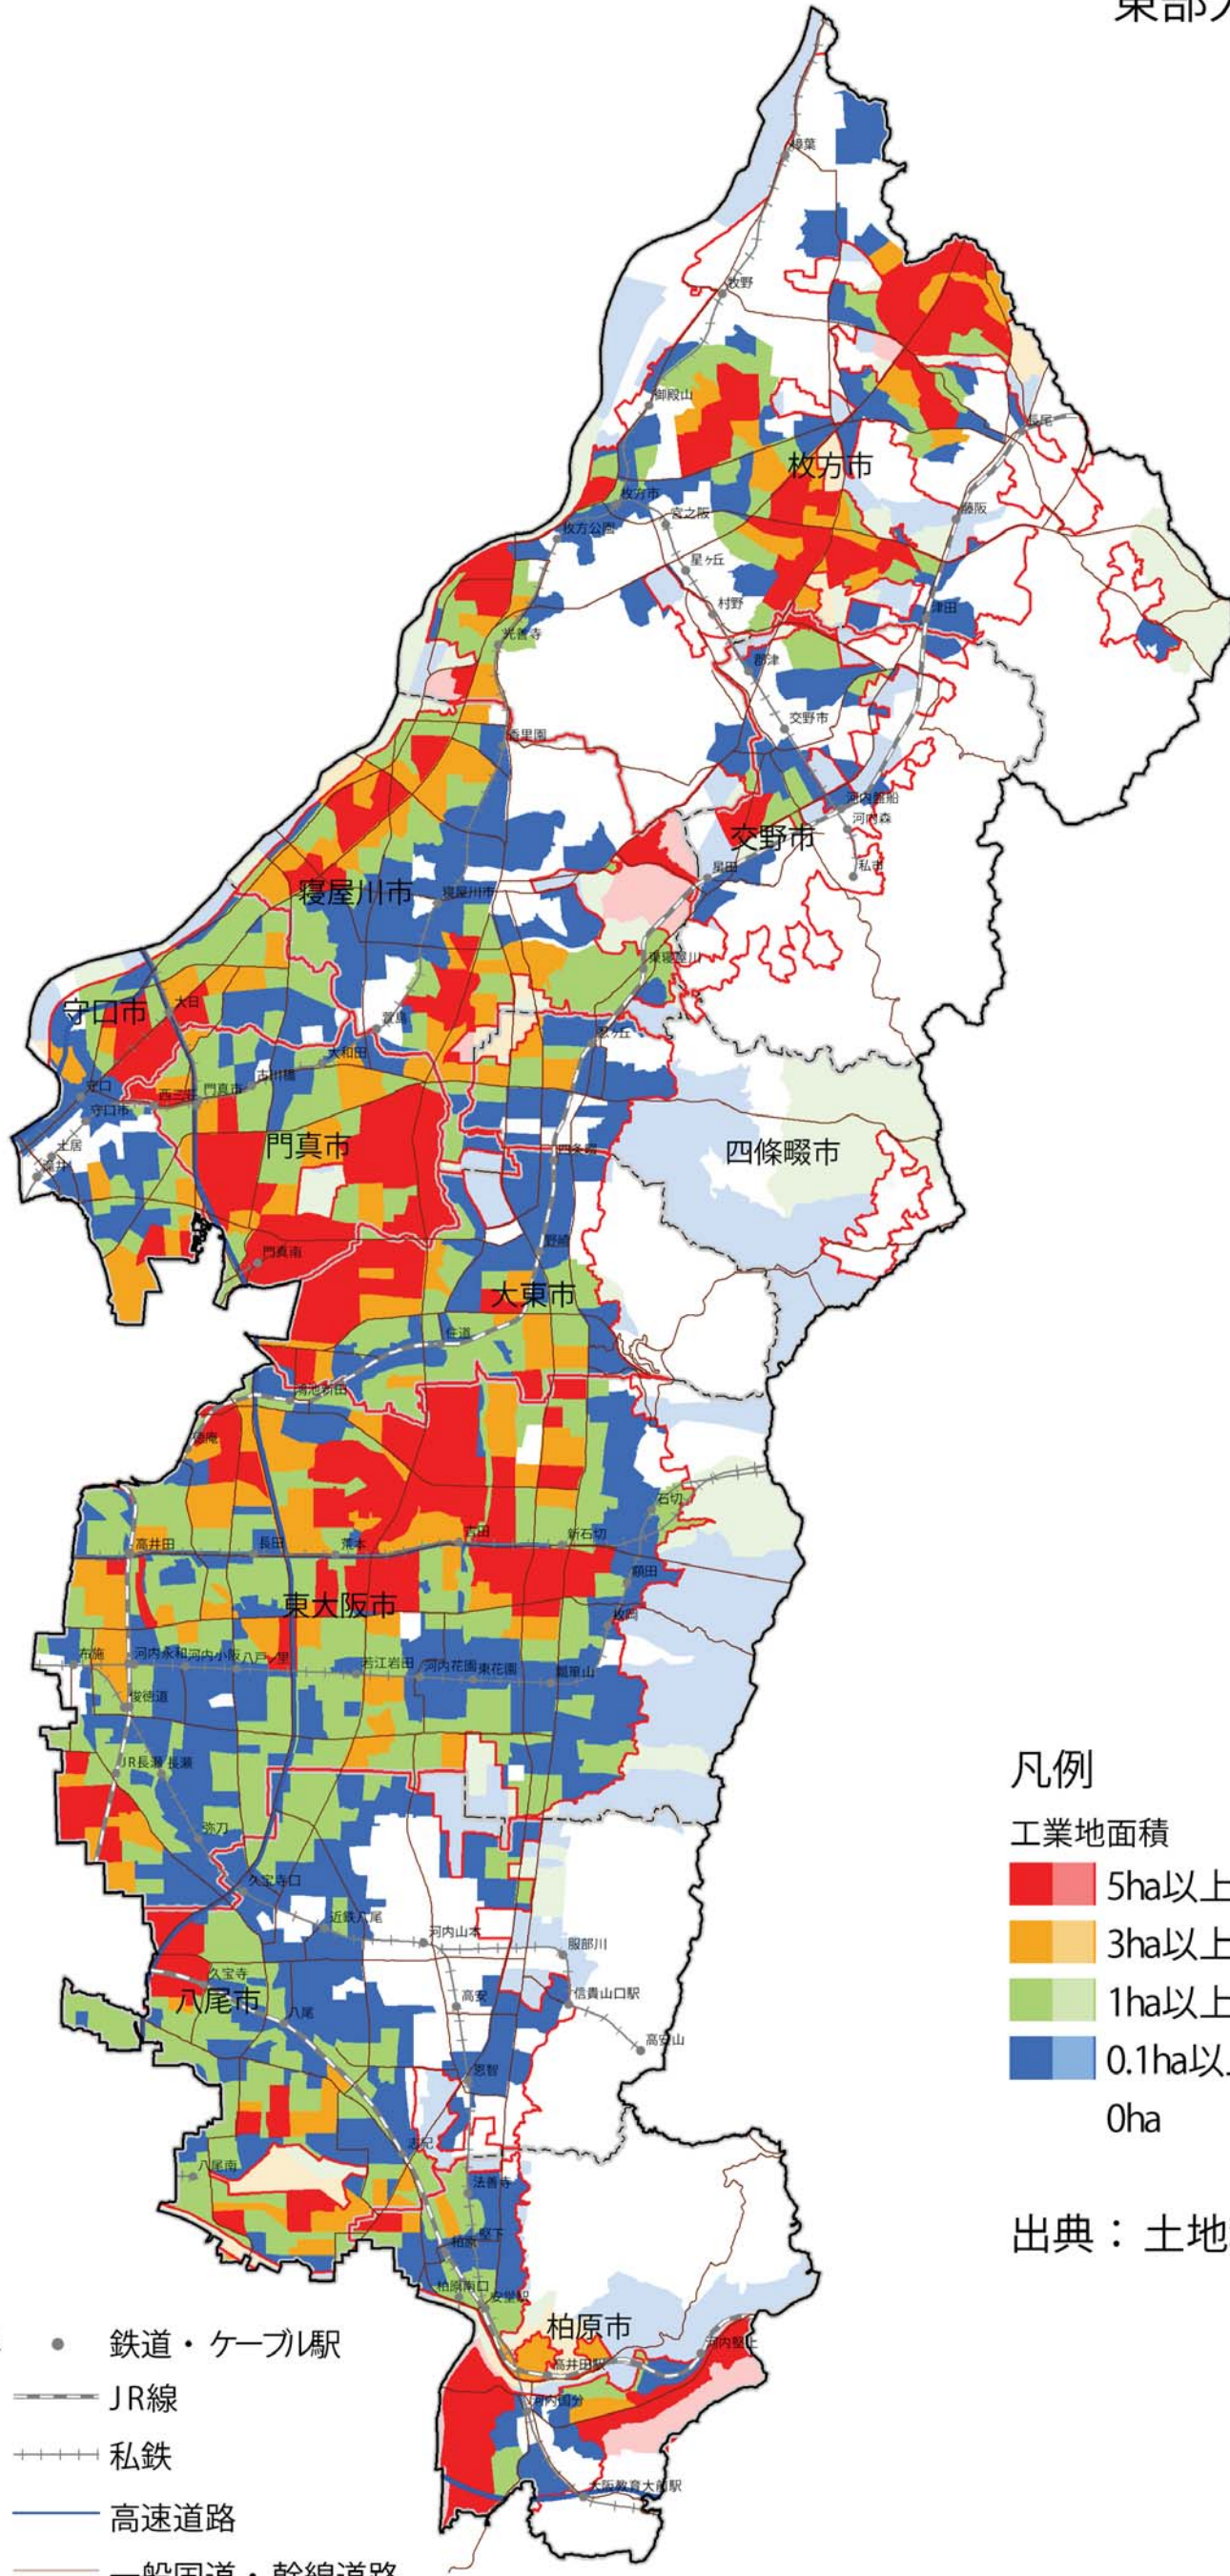 東部
樟葉
牧野
御殿山
長尾
枚方市
枚方市
宮之阪
藤阪
枚方公園
星ヶ丘
村野
津田
光善寺
郡津
交野市
香里園
河内磐船
河内森
交野市
星田
私市
寝屋川市
寝屋川市
東寝屋川
守口市
大日
萱島
忍ヶ丘
大和田
古川橋
守口
西三荘
門真市
守口市
土居
滝井
門真市
四条畷
四條畷市
門真南
野崎
大東市
住道
鴻池新田
徳庵
石切
高井田
長田
荒本
吉田
新石切
額田
東大阪市
枚岡
布施
河内永和
河内小阪
八戸ノ里
若江岩田
河内花園
東花園
瓢箪山
俊徳道
JR長瀬
長瀬
弥刀
久宝寺口
近鉄八尾
河内山本
服部川
久宝寺
八尾市
八尾
高安
信貴山口駅
高安山
恩智
志紀
八尾南
法善寺
堅下
柏原
柏原南口
安堂駅
柏原市
河内堅上
高井田駅
河内国分
大阪教育大前駅
凡例
工業地面積
5ha以上
3ha以上
1ha以上
0.1ha以上
0ha
出典：土地
鉄道・ケーブル駅
JR線
私鉄
高速道路
一般国道・幹線道路